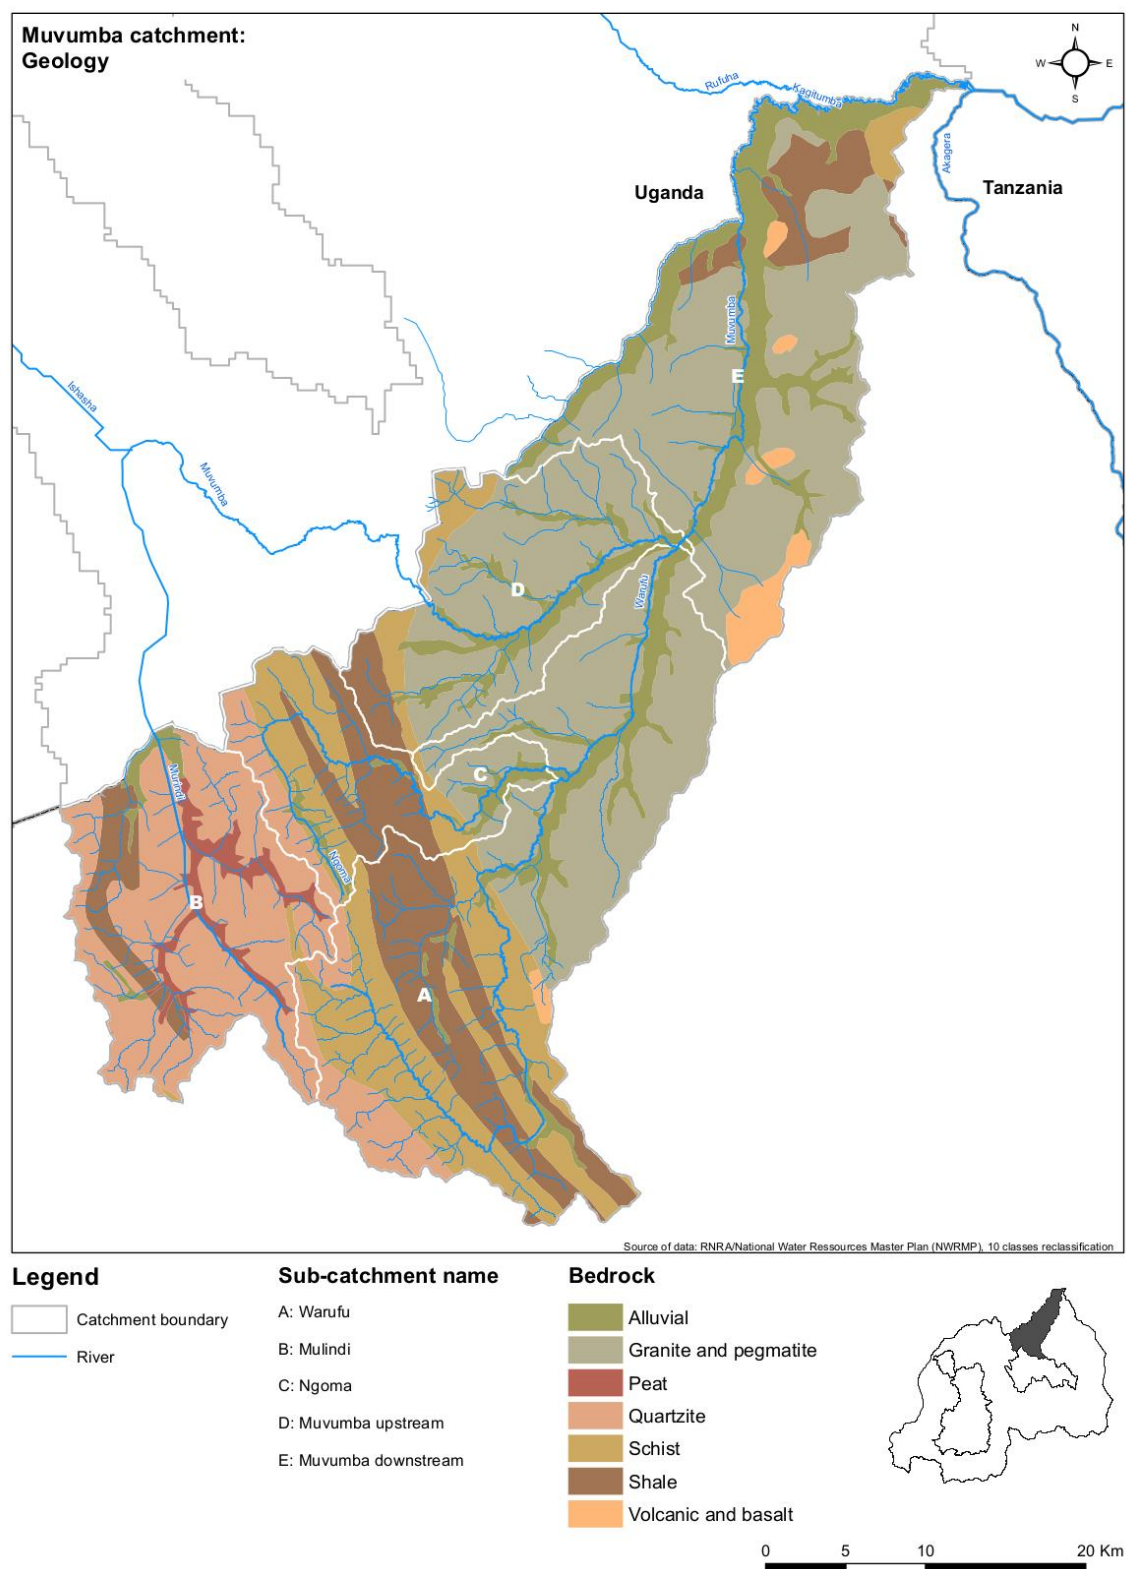 Muvumba catchment:
Geology
N
W
E
S
Rufuha
Kagitumba
Akagera
Uganda
Tanzania
Muvumba
E
Ishasha
Muvumba
D
Warufu
C
Murindi
Ngoma
B
A
Source of data: RNRA/National Water Ressources Master Plan (NWRMP), 10 classes reclassification
Legend
Catchment boundary
River
Sub-catchment name
A: Warufu
B: Mulindi
C: Ngoma
D: Muvumba upstream
E: Muvumba downstream
Bedrock
Alluvial
Granite and pegmatite
Peat
Quartzite
Schist
Shale
Volcanic and basalt
0 5 10 20 Km